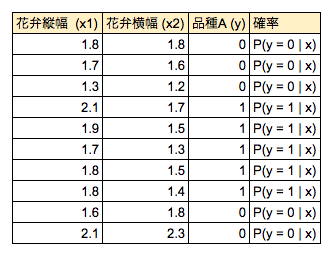 花弁縦幅 (x1) 花弁横幅 (x2) 品種A (y) 確率
1.8 1.8 0 P(y = 0 | x)
1.7 1.6 0 P(y = 0 | x)
1.3 1.2 0 P(y = 0 | x)
2.1 1.7 1 P(y = 1 | x)
1.9 1.5 1 P(y = 1 | x)
1.7 1.3 1 P(y = 1 | x)
1.8 1.5 1 P(y = 1 | x)
1.8 1.4 1 P(y = 1 | x)
1.6 1.8 0 P(y = 0 | x)
2.1 2.3 0 P(y = 0 | x)